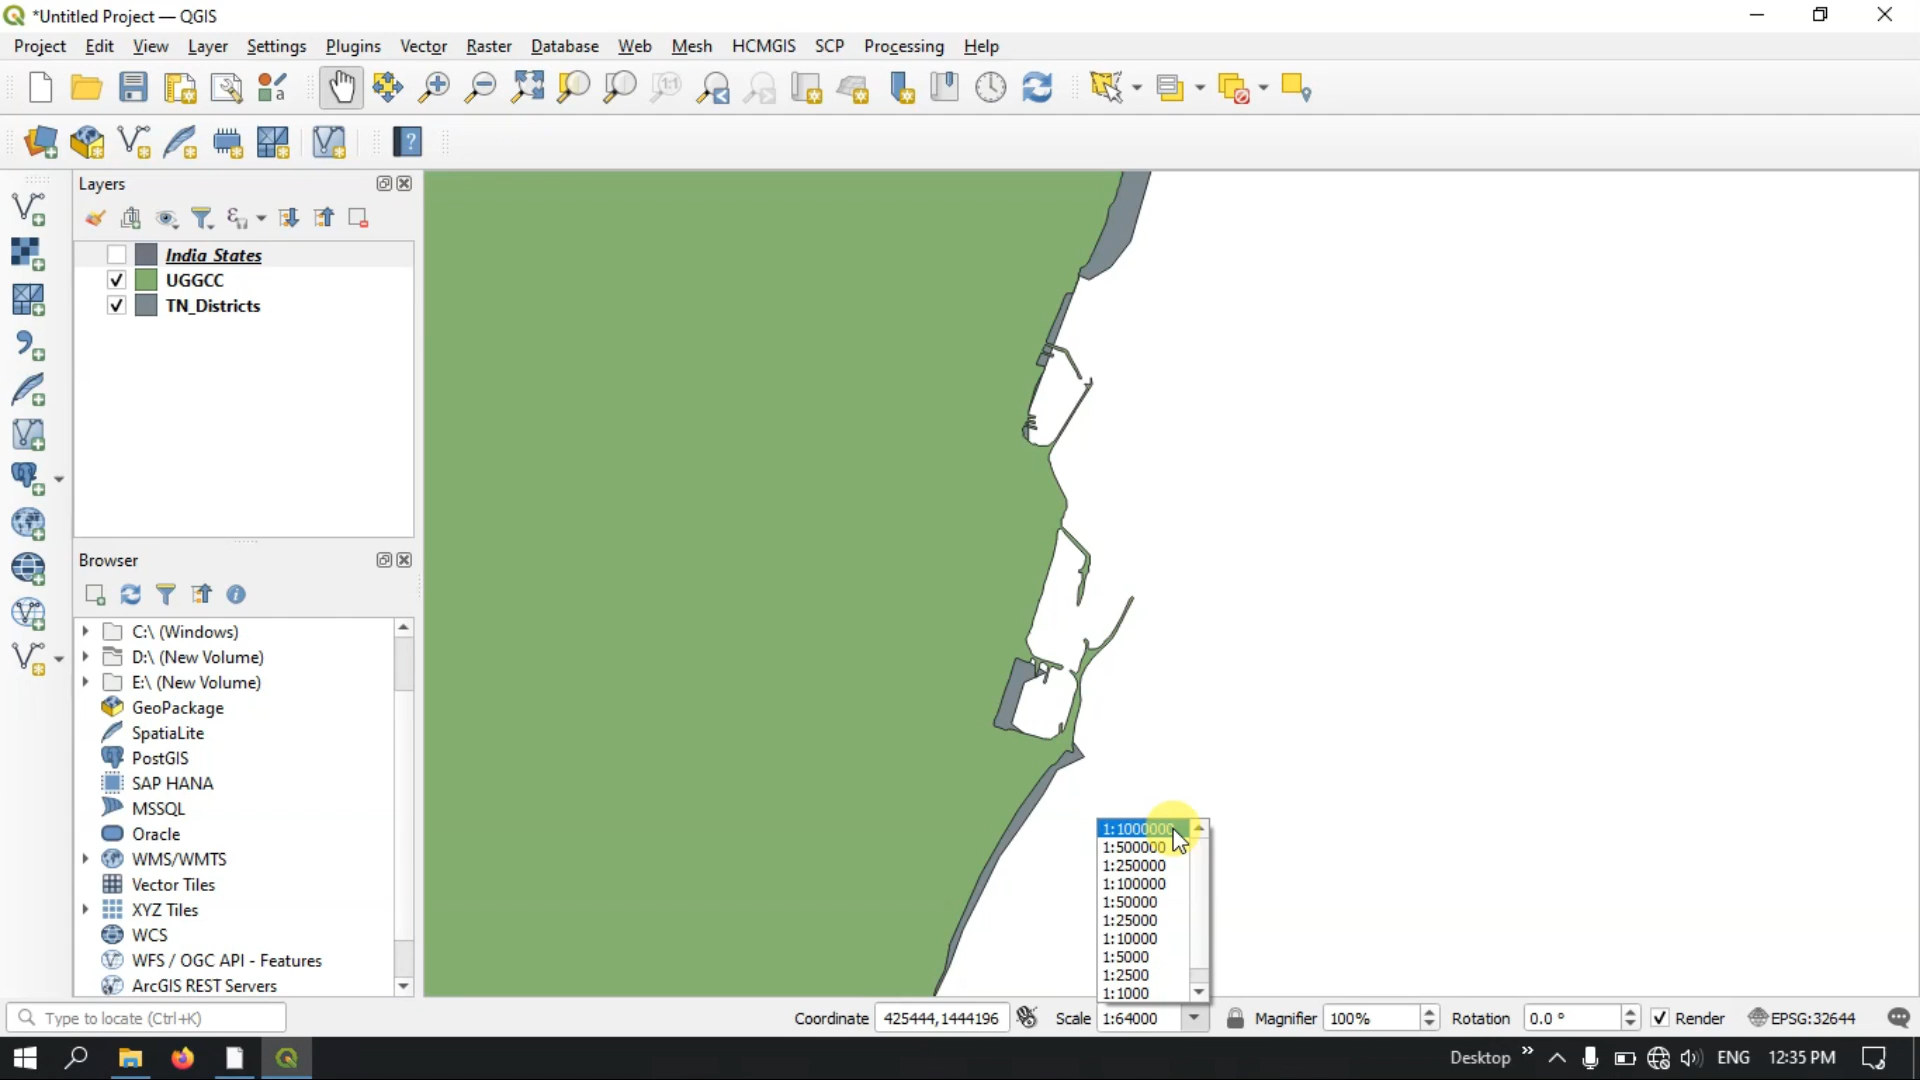 *Untitled Project — QGIS
Project Edit View Layer Settings Plugins Vector Raster Database Web Mesh HCMGIS SCP Processing Help
Layers
India_States
UGGCC
TN_Districts
Browser
C:\ (Windows)
D:\ (New Volume)
E:\ (New Volume)
GeoPackage
SpatiaLite
PostGIS
SAP HANA
MSSQL
Oracle
WMS/WMTS
Vector Tiles
XYZ Tiles
WCS
WFS / OGC API - Features
ArcGIS REST Servers
1:1000000
1:500000
1:250000
1:100000
1:50000
1:25000
1:10000
1:5000
1:2500
1:1000
Type to locate (Ctrl+K) Coordinate 425444,1444196 Scale 1:64000 Magnifier 100% Rotation 0.0 ° Render EPSG:32644
Desktop ENG 12:35 PM